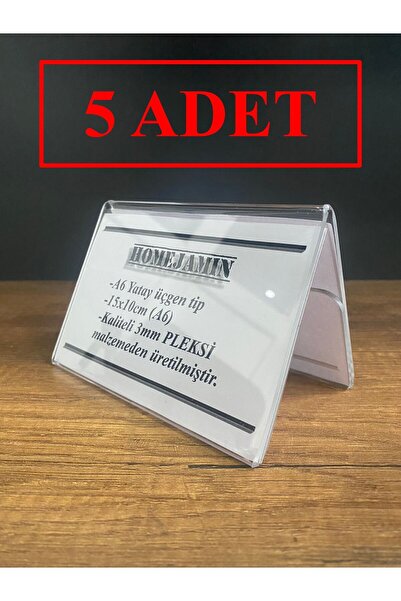 5 ADET
HOMEJAMIN
-A6 Yatay üçgen tip
-15x10cm (A6)
-Kaliteli 3mm PLEKSİ
malzemeden üretilmiştir.